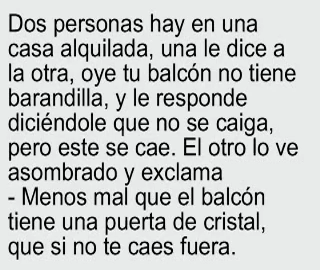 Dos personas hay en una
casa alquilada, una le dice a
la otra, oye tu balcón no tiene
barandilla, y le responde
diciéndole que no se caiga,
pero este se cae. El otro lo ve
asombrado y exclama
- Menos mal que el balcón
tiene una puerta de cristal,
que si no te caes fuera.